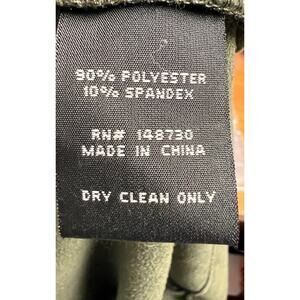 90% POLYESTER
10% SPANDEX
RN# 148730
MADE IN CHINA
DRY CLEAN ONLY